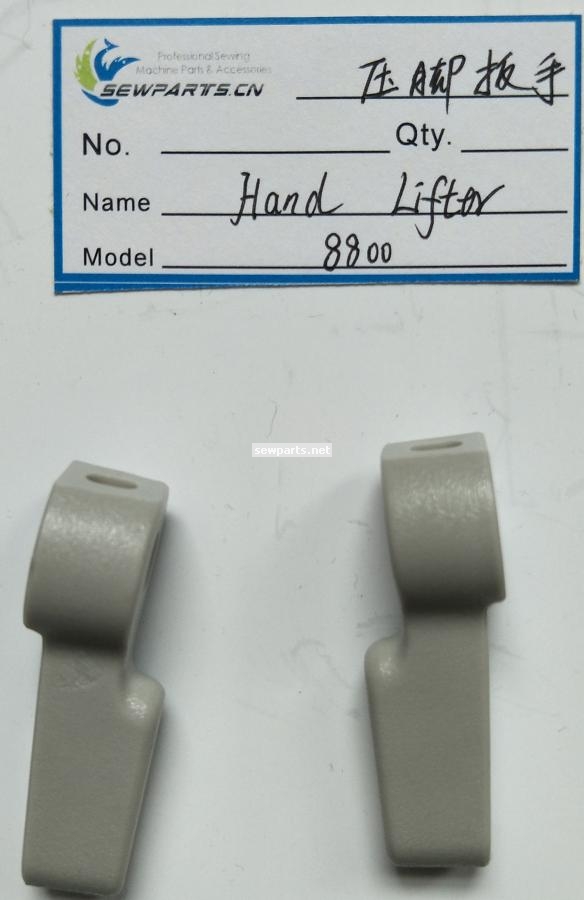 Professional Sewing
Machine Parts & Accessories
SEWPARTS.CN
压脚扳手
No.
Qty.
Name Hand Lifter
Model 8800
sewparts.net